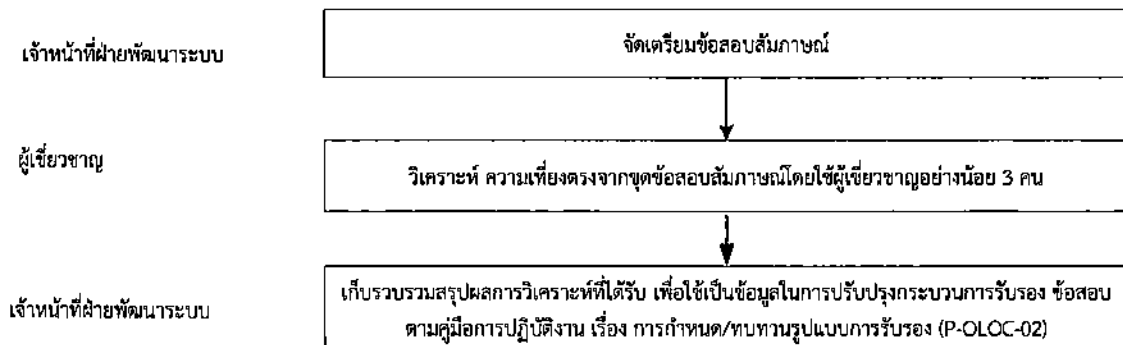 เจ้าหน้าที่ฝ่ายพัฒนาระบบ
จัดเตรียมข้อสอบสัมภาษณ์
ผู้เชี่ยวชาญ
วิเคราะห์ ความเที่ยงตรงจากชุดข้อสอบสัมภาษณ์โดยใช้ผู้เชี่ยวชาญอย่างน้อย 3 คน
เจ้าหน้าที่ฝ่ายพัฒนาระบบ
เก็บรวบรวมสรุปผลการวิเคราะห์ที่ได้รับ เพื่อใช้เป็นข้อมูลในการปรับปรุงกระบวนการรับรอง ข้อสอบ
ตามคู่มือการปฏิบัติงาน เรื่อง การกำหนด/ทบทวนรูปแบบการรับรอง (P-OLOC-02)